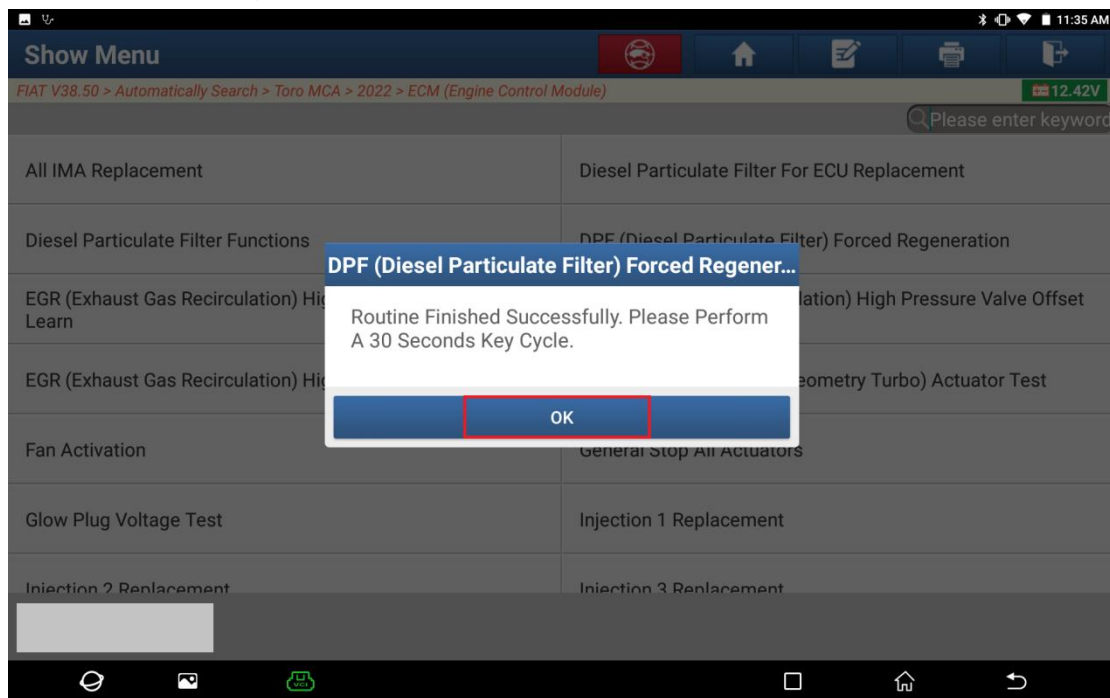 11:35 AM
Show Menu
FIAT V38.50 > Automatically Search > Toro MCA > 2022 > ECM (Engine Control Module)
12.42V
Please enter keyword
All IMA Replacement
Diesel Particulate Filter For ECU Replacement
Diesel Particulate Filter Functions
DPF (Diesel Particulate Filter) Forced Regeneration
DPF (Diesel Particulate Filter) Forced Regener...
Routine Finished Successfully. Please Perform
A 30 Seconds Key Cycle.
OK
EGR (Exhaust Gas Recirculation) Hig
Learn
lation) High Pressure Valve Offset
EGR (Exhaust Gas Recirculation) Hig
eometry Turbo) Actuator Test
Fan Activation
General Stop All Actuators
Glow Plug Voltage Test
Injection 1 Replacement
Injection 2 Replacement
Injection 3 Replacement
VCI